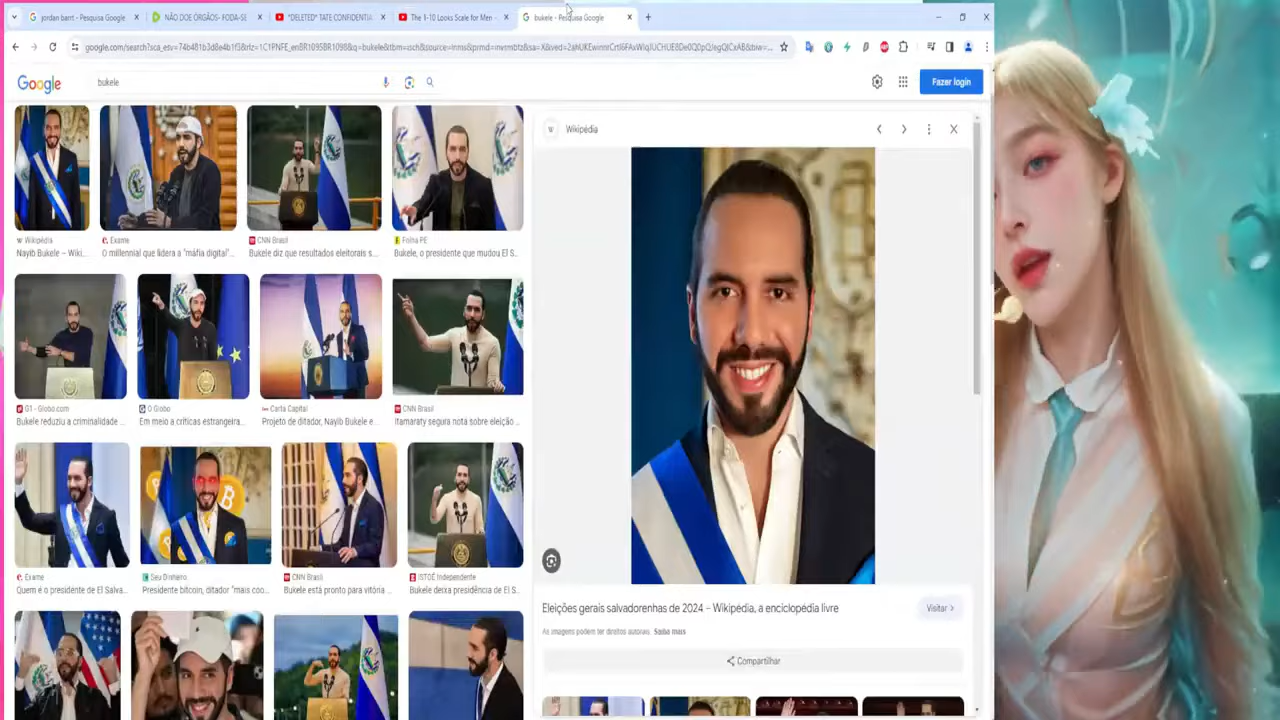 jordan barrt - Pesquisa Google
NÃO DOE ÓRGÃOS- FODA-SE
*DELETED* TATE CONFIDENTIA
The 1-10 Looks Scale for Men -
bukele - Pesquisa Google
Google
bukele
Fazer login
W Wikipédia
Nayib Bukele – Wiki...
Exame
O millennial que lidera a "máfia digital"...
CNN Brasil
Bukele diz que resultados eleitorais s...
Folha PE
Bukele, o presidente que mudou El S...
G1 - Globo.com
Bukele reduziu a criminalidade ...
O Globo
Em meio a críticas estrangeira...
Carta Capital
Projeto de ditador, Nayib Bukele e...
CNN Brasil
Itamaraty segura nota sobre eleição ...
Exame
Quem é o presidente de El Salva...
Seu Dinheiro
Presidente bitcoin, ditador "mais coo...
CNN Brasil
Bukele está pronto para vitória ...
ISTOÉ Independente
Bukele deixa presidência de El S...
W Wikipédia
Eleições gerais salvadorenhas de 2024 – Wikipédia, a enciclopédia livre
Visitar >
As imagens podem ter direitos autorais. Saiba mais
Compartilhar